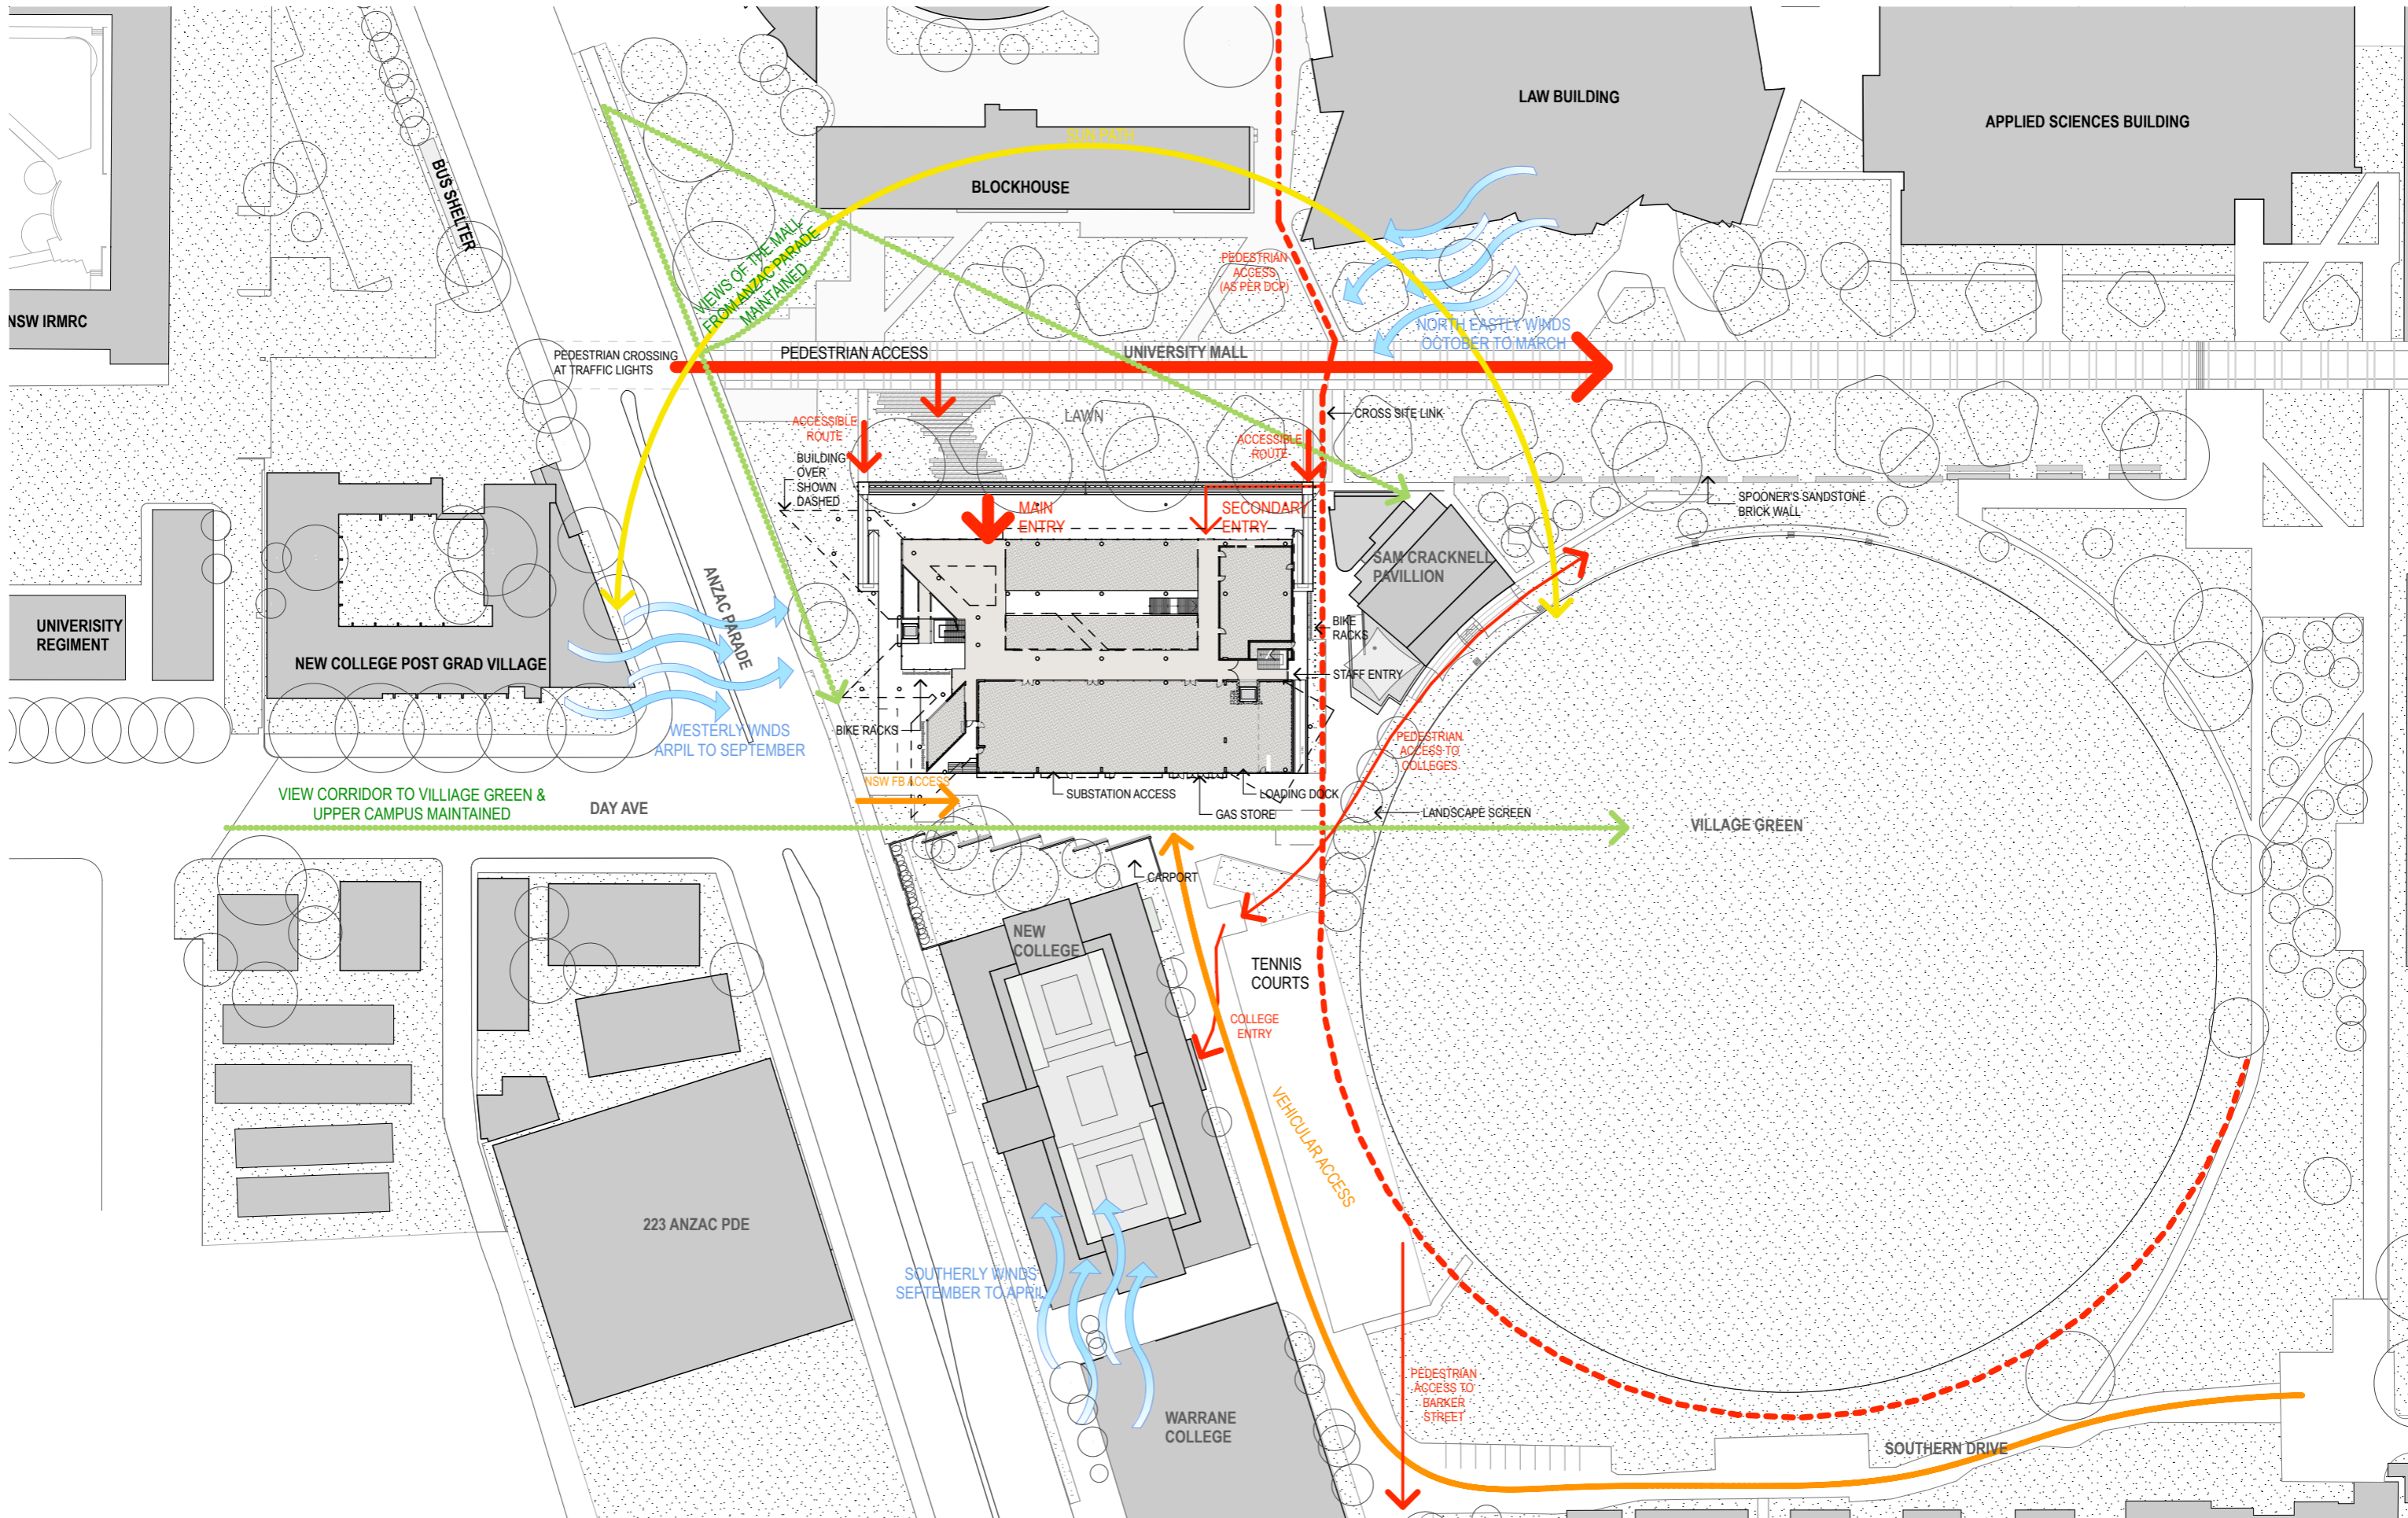 LAW BUILDING
APPLIED SCIENCES BUILDING
SUN PATH
BLOCKHOUSE
BUS SHELTER
VIEWS OF THE MALL
FROM ANZAC PARADE
MAINTAINED
PEDESTRIAN
ACCESS
(AS PER DCP)
NSW IRMRC
NORTH EASTLY WINDS
OCTOBER TO MARCH
PEDESTRIAN CROSSING
AT TRAFFIC LIGHTS
PEDESTRIAN ACCESS
UNIVERSITY MALL
ACCESSIBLE
ROUTE
LAWN
CROSS SITE LINK
ACCESSIBLE
ROUTE
BUILDING
OVER
SHOWN
DASHED
MAIN
ENTRY
SECONDARY
ENTRY
SPOONER'S SANDSTONE
BRICK WALL
SAM CRACKNELL
PAVILLION
ANZAC PARADE
UNIVERISITY
REGIMENT
NEW COLLEGE POST GRAD VILLAGE
BIKE
RACKS
STAFF ENTRY
WESTERLY WNDS
ARPIL TO SEPTEMBER
BIKE RACKS
PEDESTRIAN
ACCESS TO
COLLEGES
NSW FB ACCESS
SUBSTATION ACCESS
LOADING DOCK
GAS STORE
LANDSCAPE SCREEN
VIEW CORRIDOR TO VILLIAGE GREEN &
UPPER CAMPUS MAINTAINED
DAY AVE
VILLAGE GREEN
CARPORT
NEW
COLLEGE
TENNIS
COURTS
COLLEGE
ENTRY
VEHICULAR ACCESS
223 ANZAC PDE
SOUTHERLY WINDS
SEPTEMBER TO APRIL
PEDESTRIAN
ACCESS TO
BARKER
STREET
WARRANE
COLLEGE
SOUTHERN DRIVE